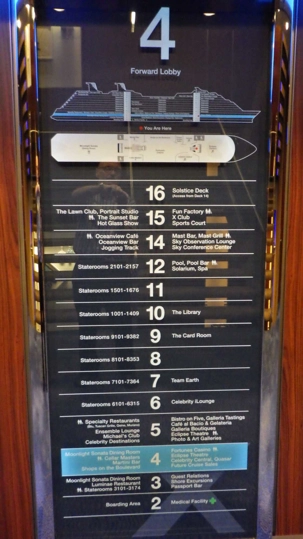 4
Forward Lobby
You Are Here
16 Solstice Deck
(Access from Deck 14)
The Lawn Club, Portrait Studio
The Sunset Bar
Hot Glass Show
15 Fun Factory
X Club
Sports Court
Oceanview Café
Oceanview Bar
Jogging Track
14 Mast Bar, Mast Grill
Sky Observation Lounge
Sky Conference Center
Staterooms 2101-2157 12 Pool, Pool Bar
Solarium, Spa
Staterooms 1501-1676 11
Staterooms 1001-1409 10 The Library
Staterooms 9101-9382 9 The Card Room
Staterooms 8101-8353 8
Staterooms 7101-7364 7 Team Earth
Staterooms 6101-6315 6 Celebrity iLounge
Specialty Restaurants
Ensemble Lounge
Michael's Club
Celebrity Destinations
5 Bistro on Five, Galleria Tastings
Café al Bacio & Gelateria
Galleria Boutiques
Eclipse Theatre
Photo & Art Galleries
Moonlight Sonata Dining Room
Cellar Masters
Martini Bar
Shops on the Boulevard
4 Fortunes Casino
Eclipse Theatre
Celebrity Central, Quasar
Future Cruise Sales
Moonlight Sonata Dining Room
Luminae Restaurant
Staterooms 3101-3174
3 Guest Relations
Shore Excursions
Passport Bar
Boarding Area 2 Medical Facility